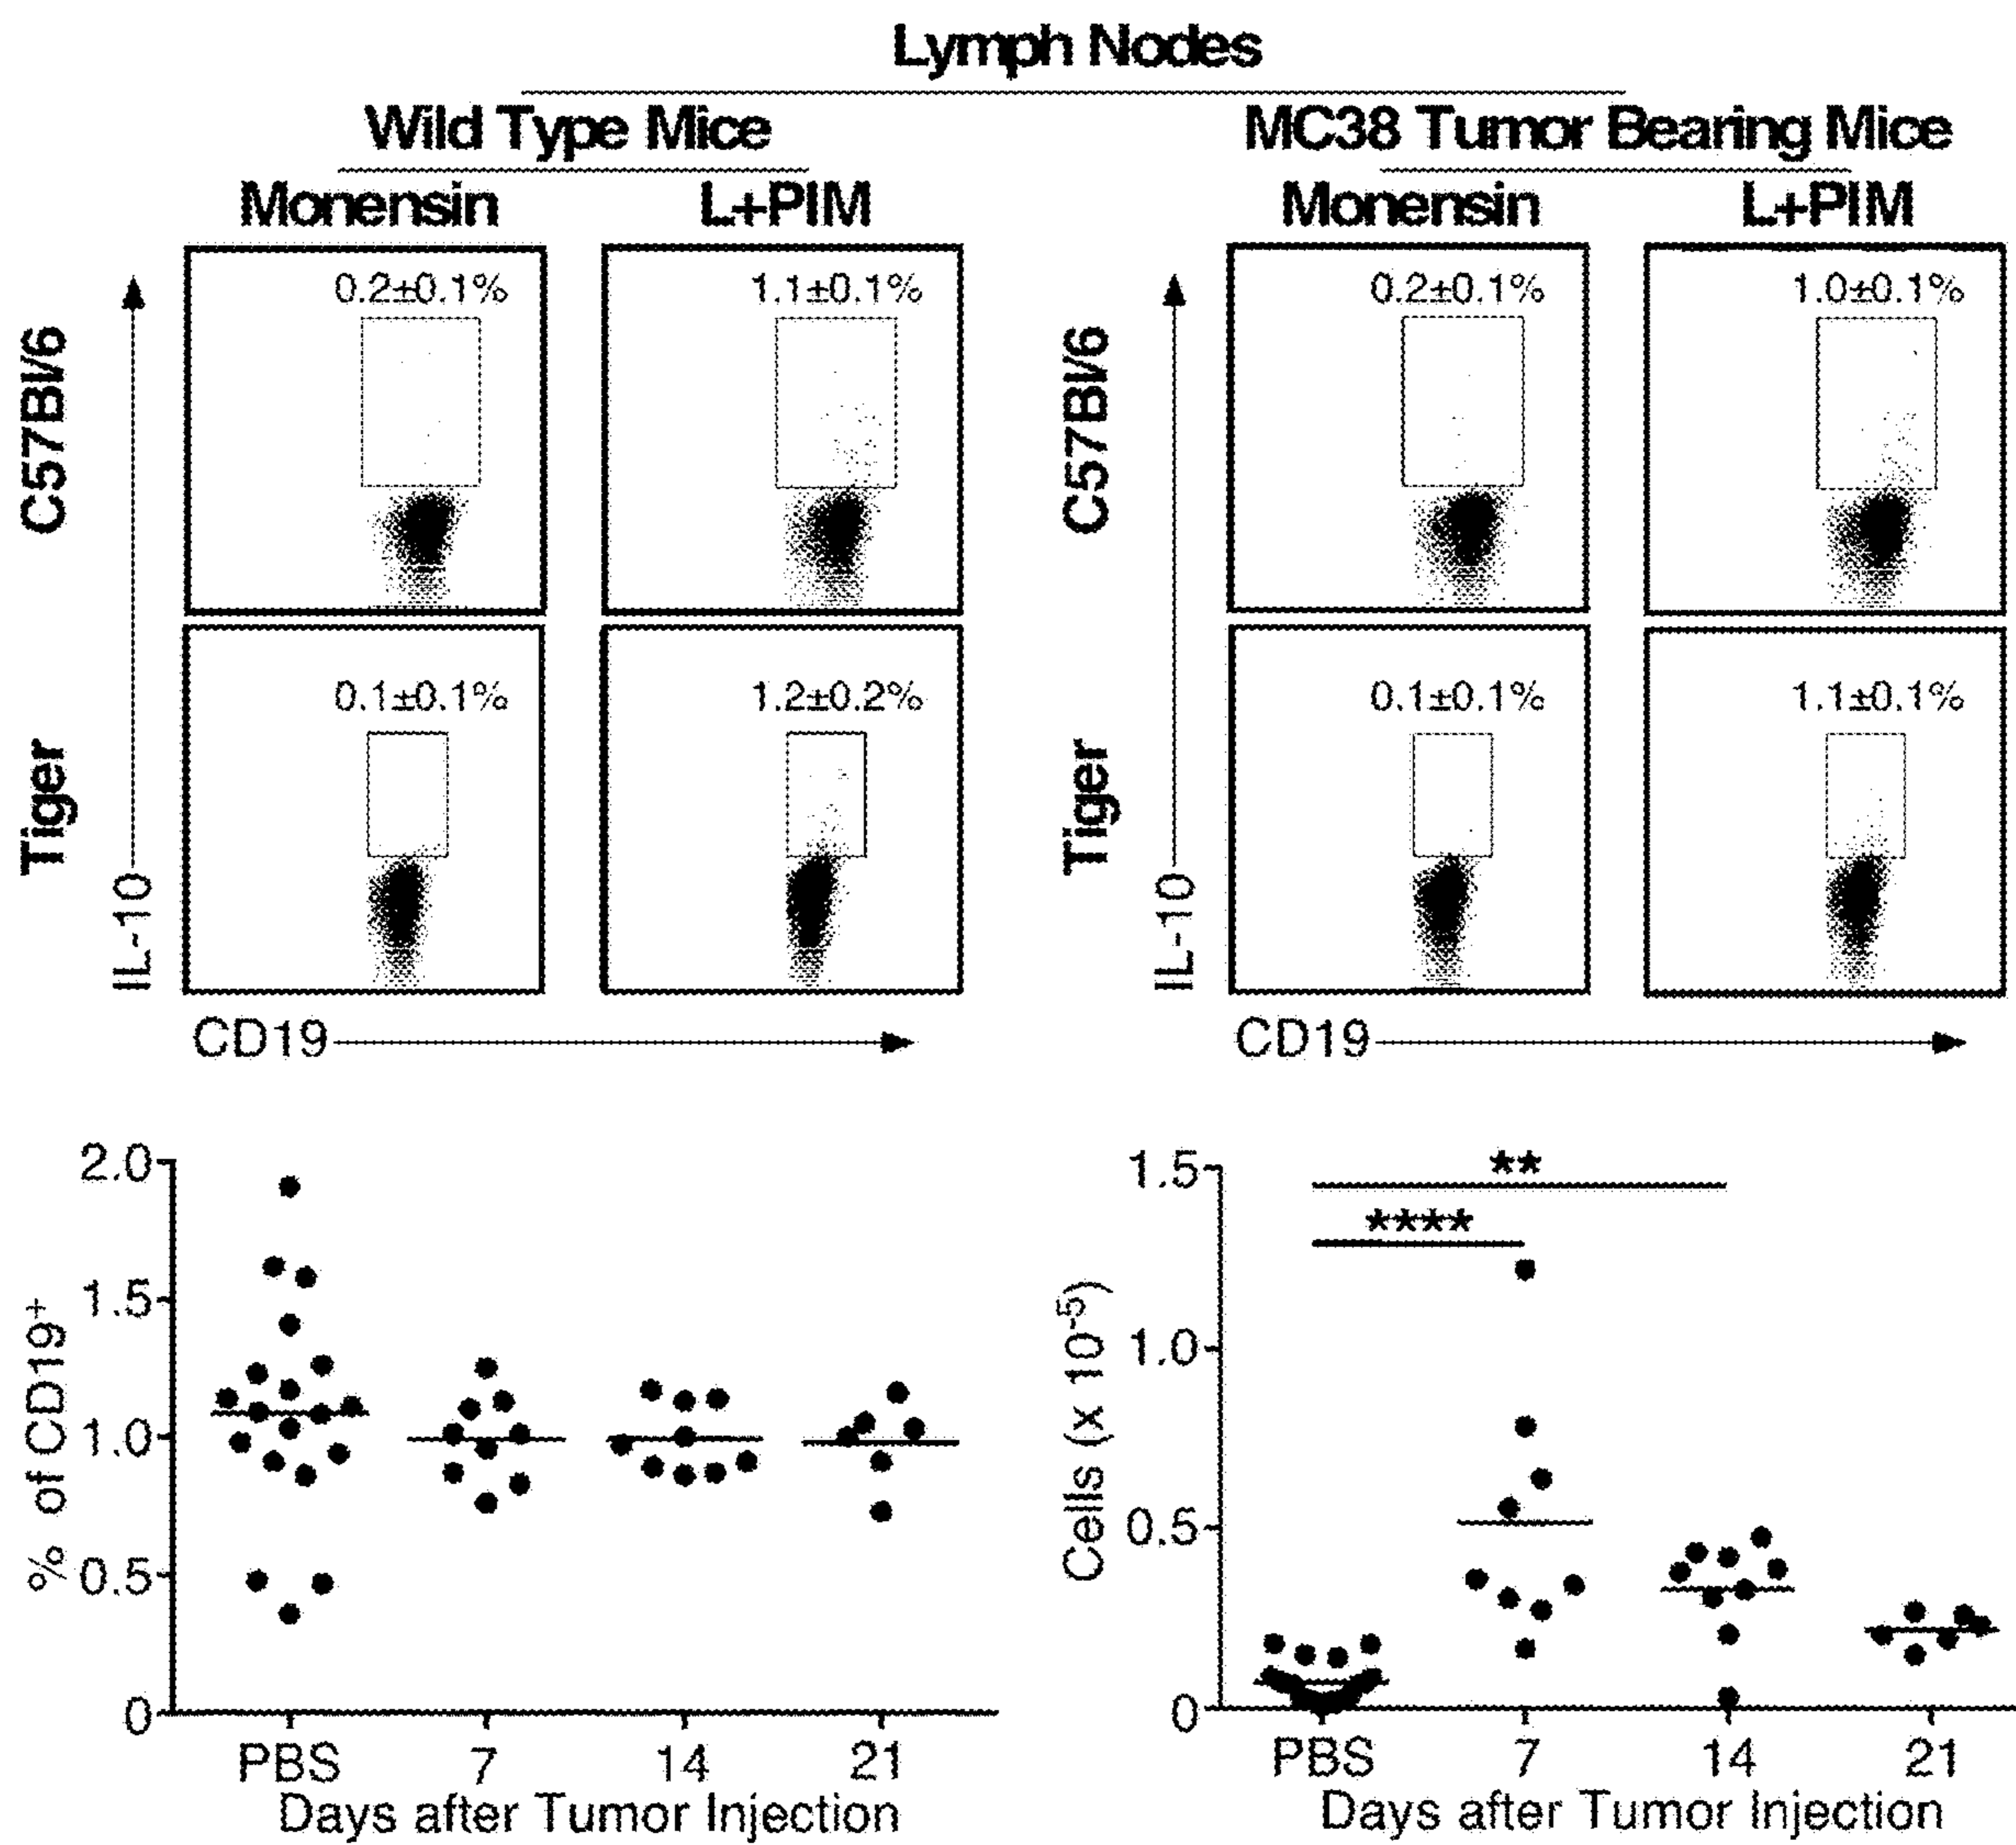 Lymph Nodes
Wild Type Mice
Monensin L+PIM
C57Bl/6
0.2±0.1% 1.1±0.1%
Tiger
0.1±0.1% 1.2±0.2%
IL-10
CD19
MC38 Tumor Bearing Mice
Monensin L+PIM
C57Bl/6
0.2±0.1% 1.0±0.1%
Tiger
0.1±0.1% 1.1±0.1%
IL-10
CD19
% of CD19+
2.0
1.5
1.0
0.5
0
PBS 7 14 21
Days after Tumor Injection
Cells (x 10-5)
1.5
1.0
0.5
0
**
****
PBS 7 14 21
Days after Tumor Injection